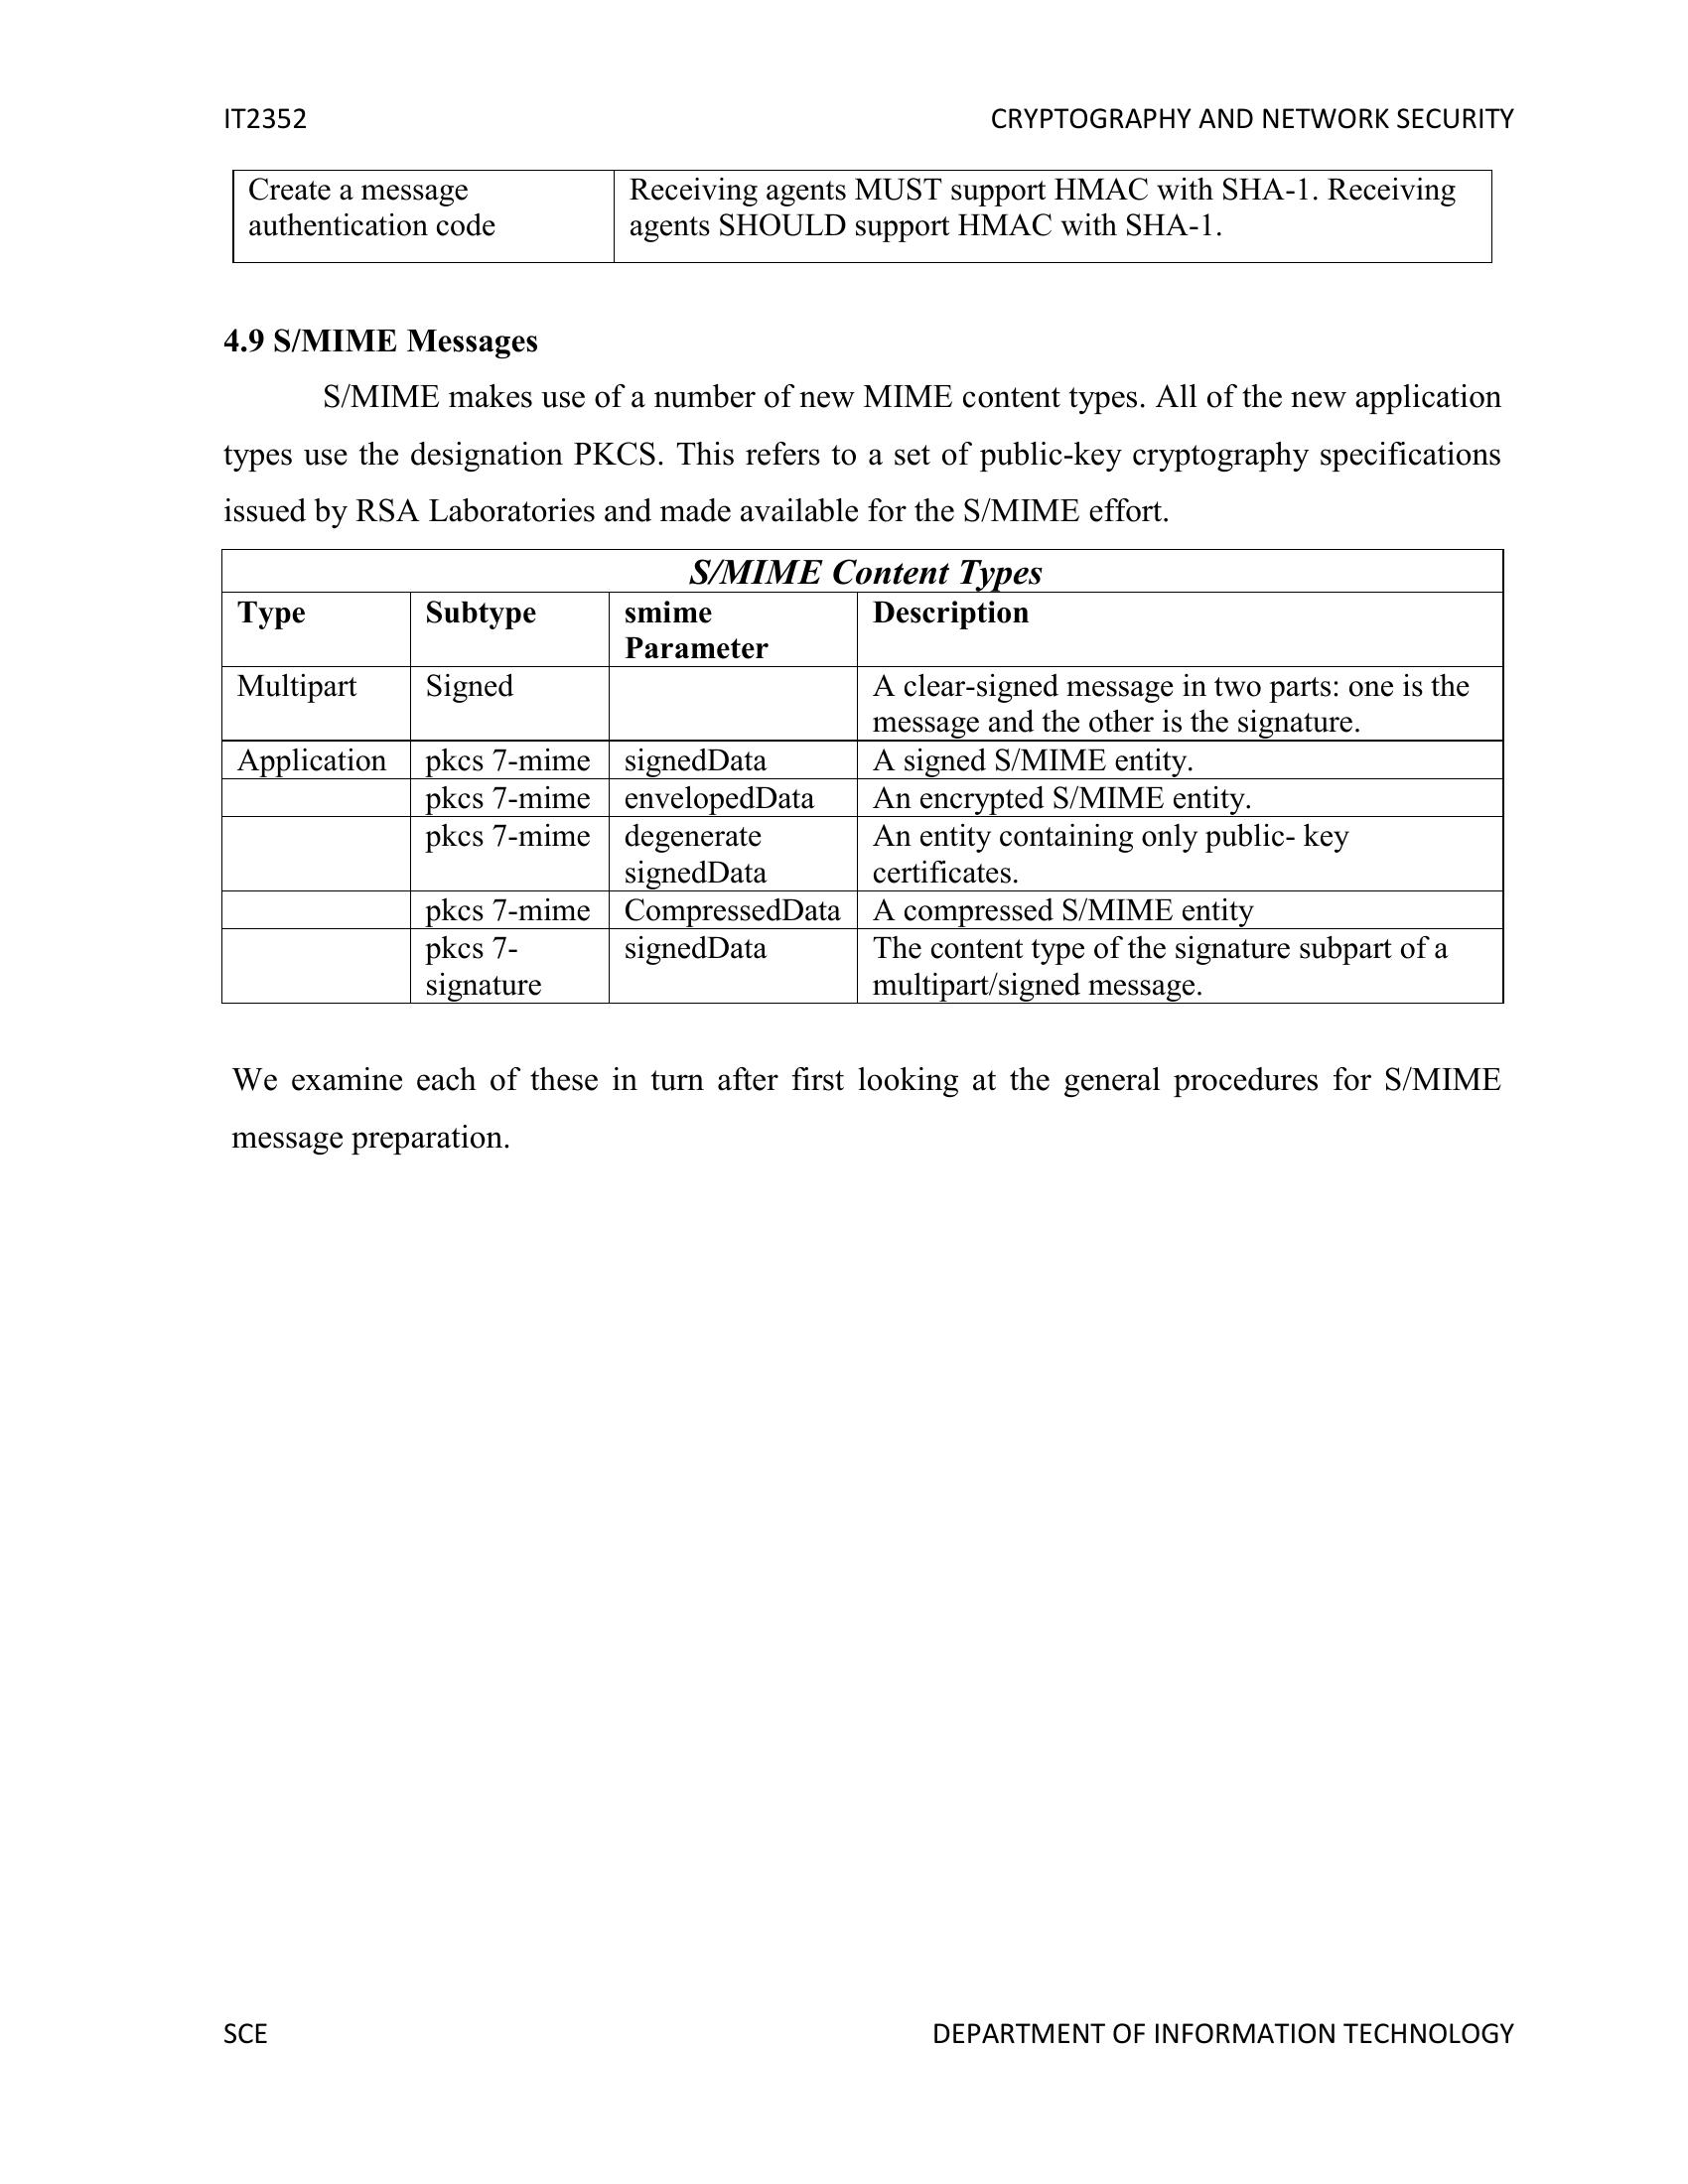 IT2352 CRYPTOGRAPHY AND NETWORK SECURITY
Create a message Receiving agents MUST support HMAC with SHA-1. Receiving
authentication code agents SHOULD support HMAC with SHA-1.
4.9 S/MIME Messages
S/MIME makes use of a number of new MIME content types. All of the new application
types use the designation PKCS. This refers to a set of public-key cryptography specifications
issued by RSA Laboratories and made available for the S/MIME effort.
S/MIME Content Types
Type Subtype smime Description
Parameter
Multipart Signed A clear-signed message in two parts: one is the
message and the other is the signature.
Application pkcs 7-mime signedData A signed S/MIME entity.
pkcs 7-mime envelopedData An encrypted S/MIME entity.
pkcs 7-mime degenerate An entity containing only public- key
signedData certificates.
pkcs 7-mime CompressedData A compressed S/MIME entity
pkcs 7- signedData The content type of the signature subpart of a
signature multipart/signed message.
We examine each of these in turn after first looking at the general procedures for S/MIME
message preparation.
SCE DEPARTMENT OF INFORMATION TECHNOLOGY